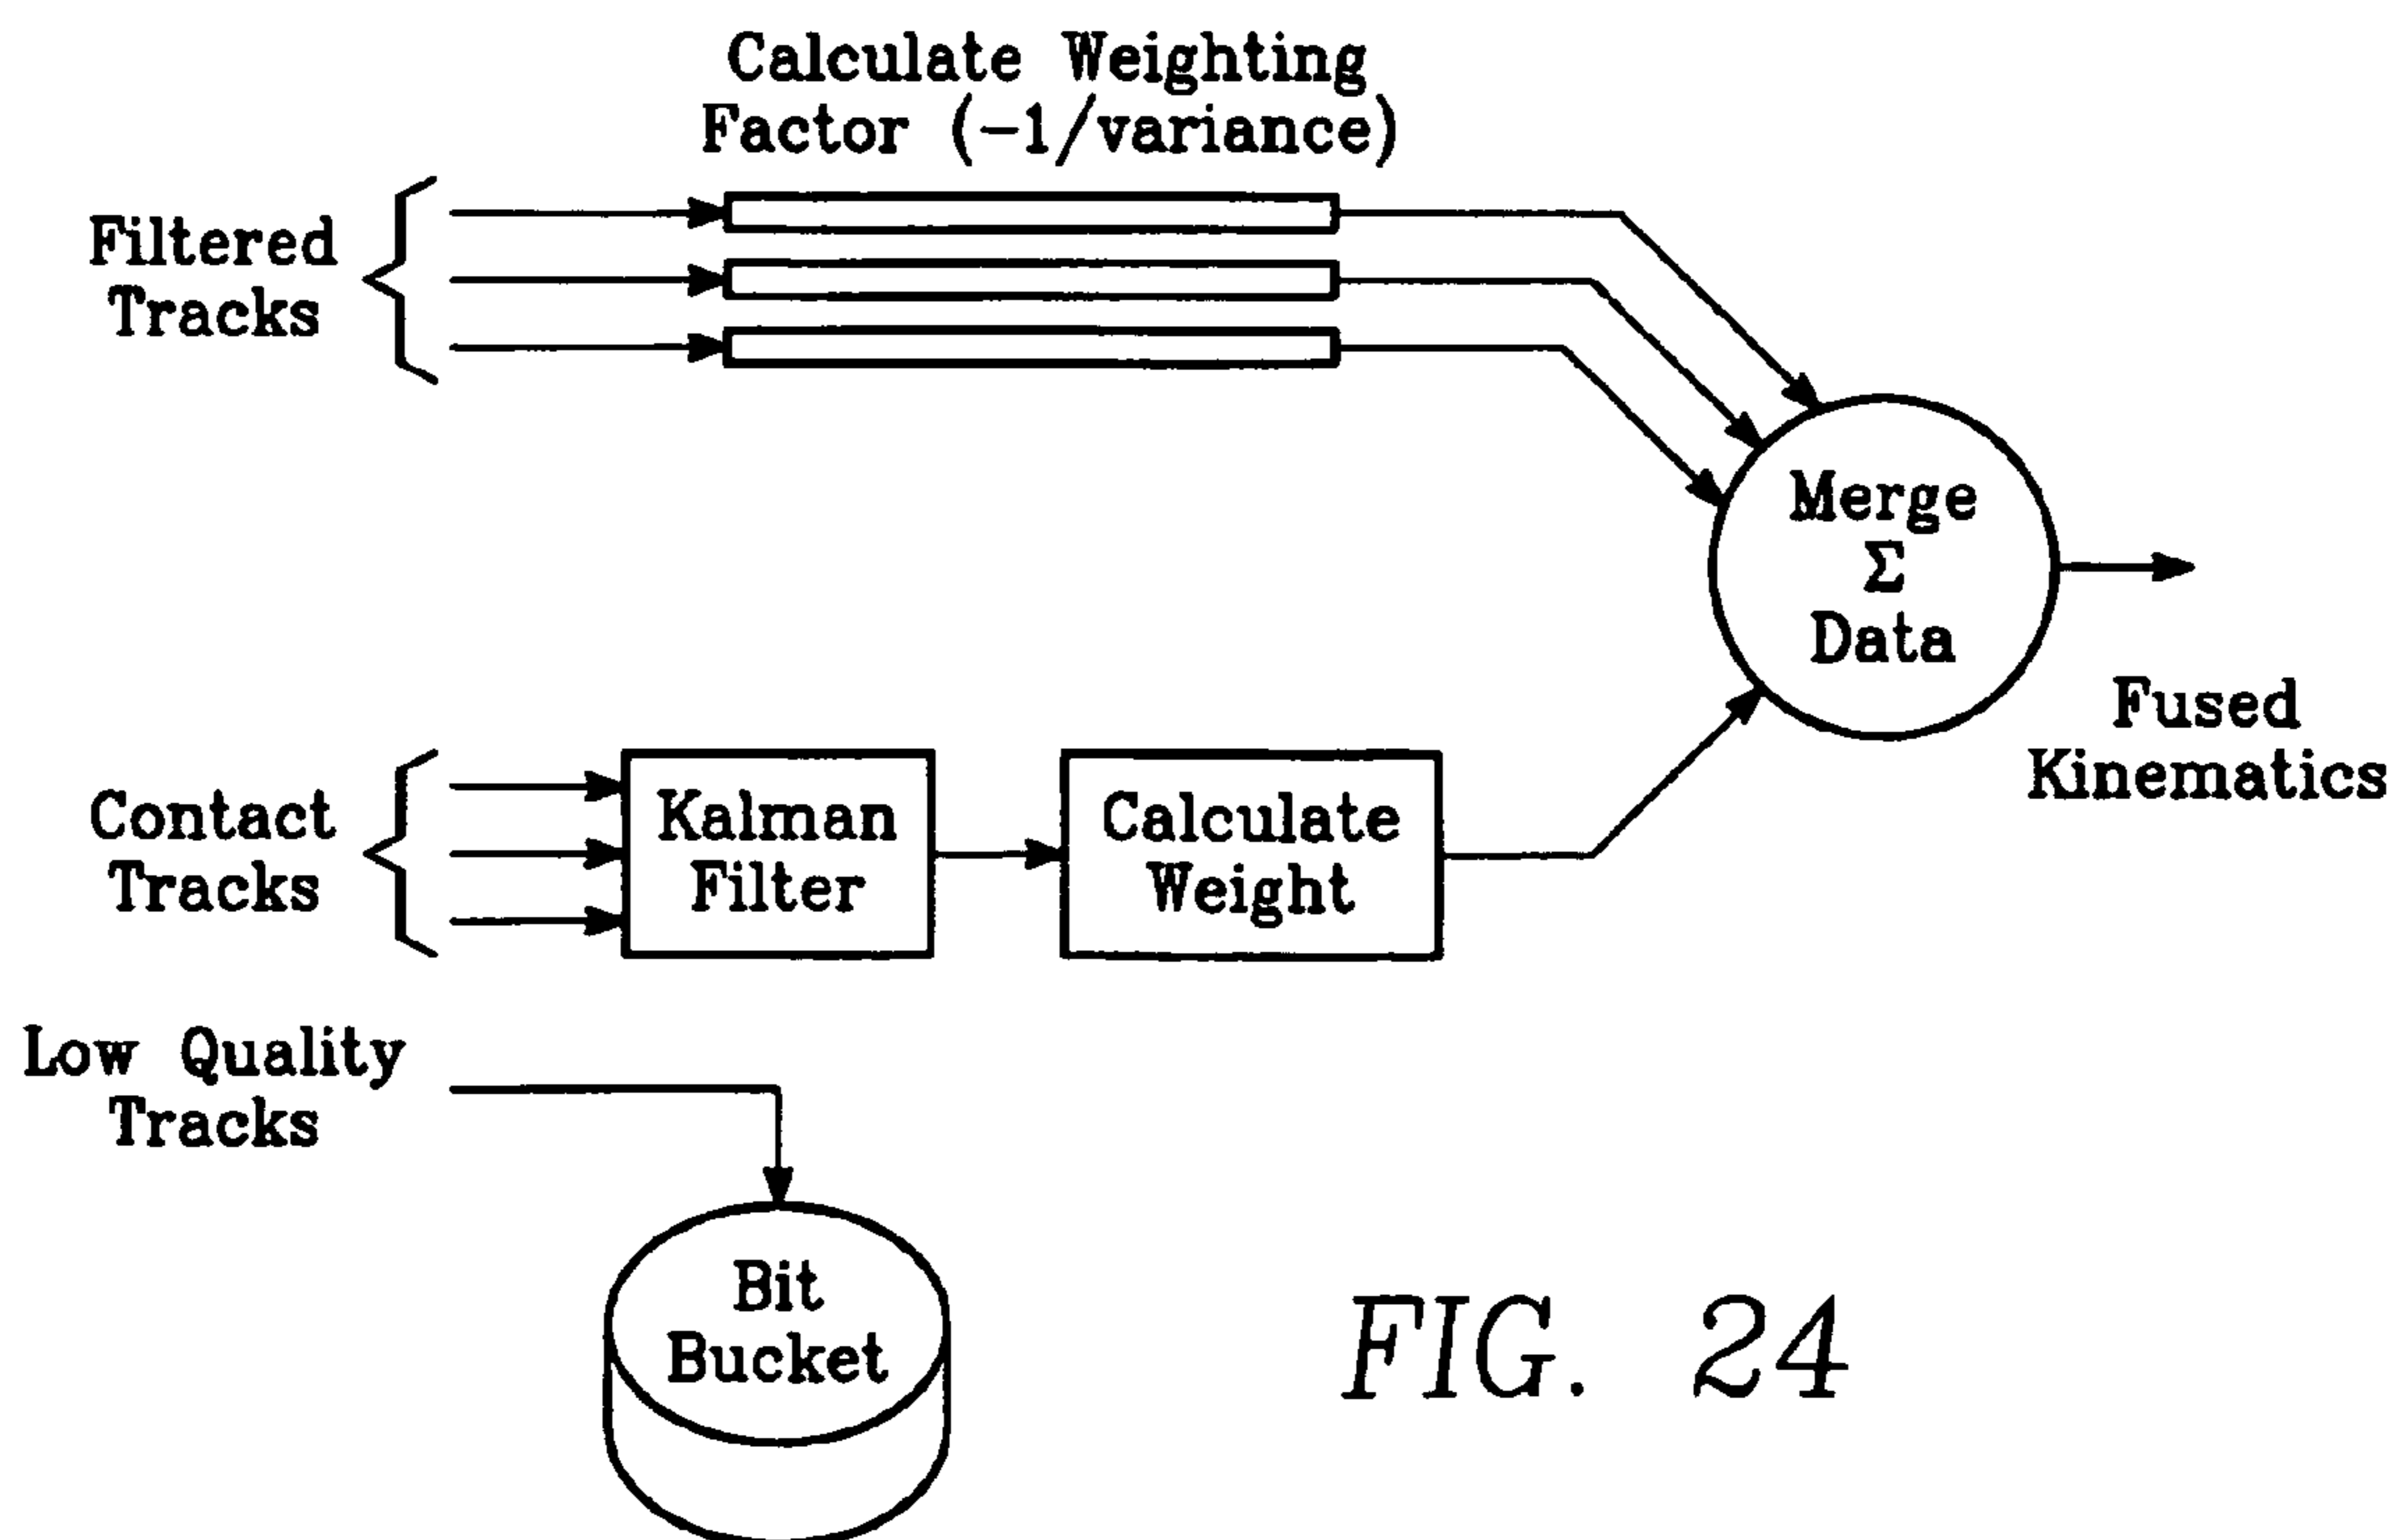 Calculate Weighting
Factor (-1/variance)
Filtered
Tracks
Merge
Σ
Data
Fused
Kinematics
Contact
Tracks
Kalman
Filter
Calculate
Weight
Low Quality
Tracks
Bit
Bucket
FIG. 24